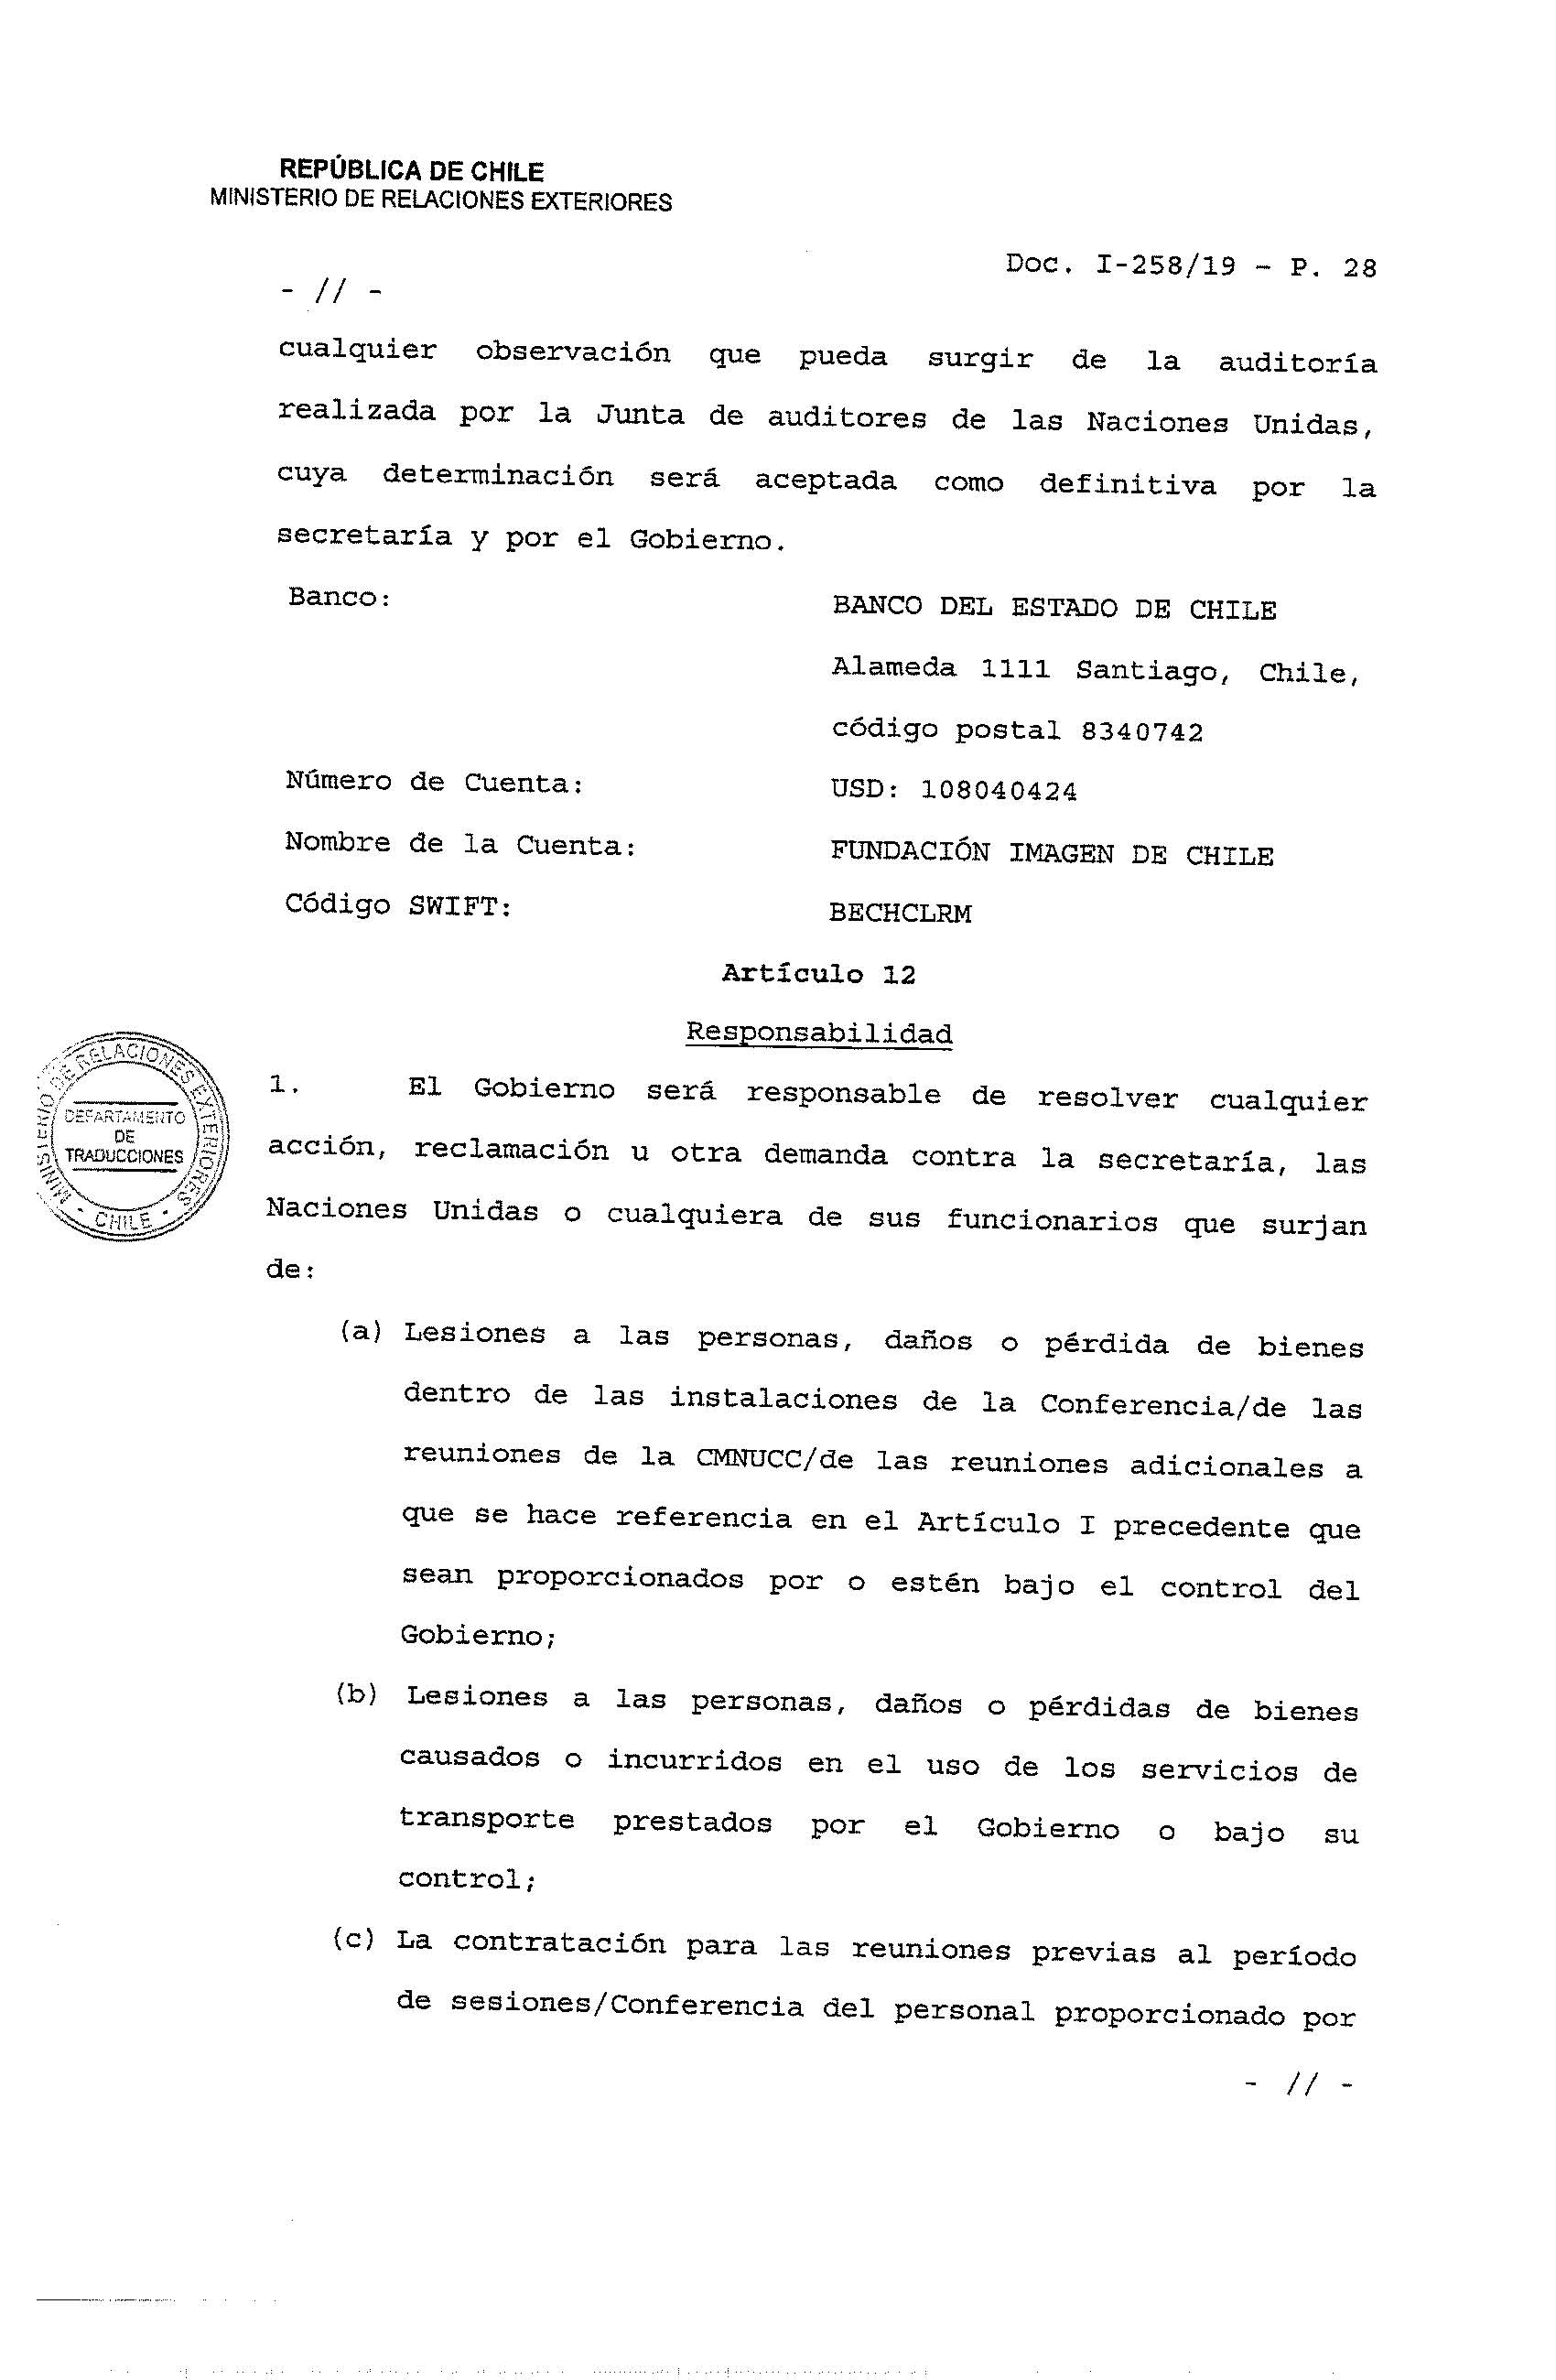 REPÚBLICA DE CHILE
MINISTERIO DE RELACIONES EXTERIORES
Doc. I-258/19 - P. 28
- // -
cualquier observación que pueda surgir de la auditoría
realizada por la Junta de auditores de las Naciones Unidas,
cuya determinación será aceptada como definitiva por la
secretaría y por el Gobierno.
Banco: BANCO DEL ESTADO DE CHILE
Alameda 1111 Santiago, Chile,
código postal 8340742
Número de Cuenta: USD: 108040424
Nombre de la Cuenta: FUNDACIÓN IMAGEN DE CHILE
Código SWIFT: BECHCLRM
Artículo 12
Responsabilidad
MINISTERIO DE RELACIONES EXTERIORES
DEPARTAMENTO
DE
TRADUCCIONES
- CHILE -
1. El Gobierno será responsable de resolver cualquier
acción, reclamación u otra demanda contra la secretaría, las
Naciones Unidas o cualquiera de sus funcionarios que surjan
de:
(a) Lesiones a las personas, daños o pérdida de bienes
dentro de las instalaciones de la Conferencia/de las
reuniones de la CMNUCC/de las reuniones adicionales a
que se hace referencia en el Artículo I precedente que
sean proporcionados por o estén bajo el control del
Gobierno;
(b) Lesiones a las personas, daños o pérdidas de bienes
causados o incurridos en el uso de los servicios de
transporte prestados por el Gobierno o bajo su
control;
(c) La contratación para las reuniones previas al período
de sesiones/Conferencia del personal proporcionado por
- // -